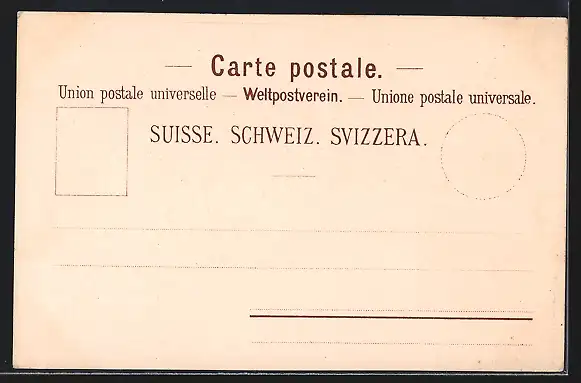 — Carte postale. —
Union postale universelle — Weltpostverein. — Unione postale universale.
SUISSE. SCHWEIZ. SVIZZERA.